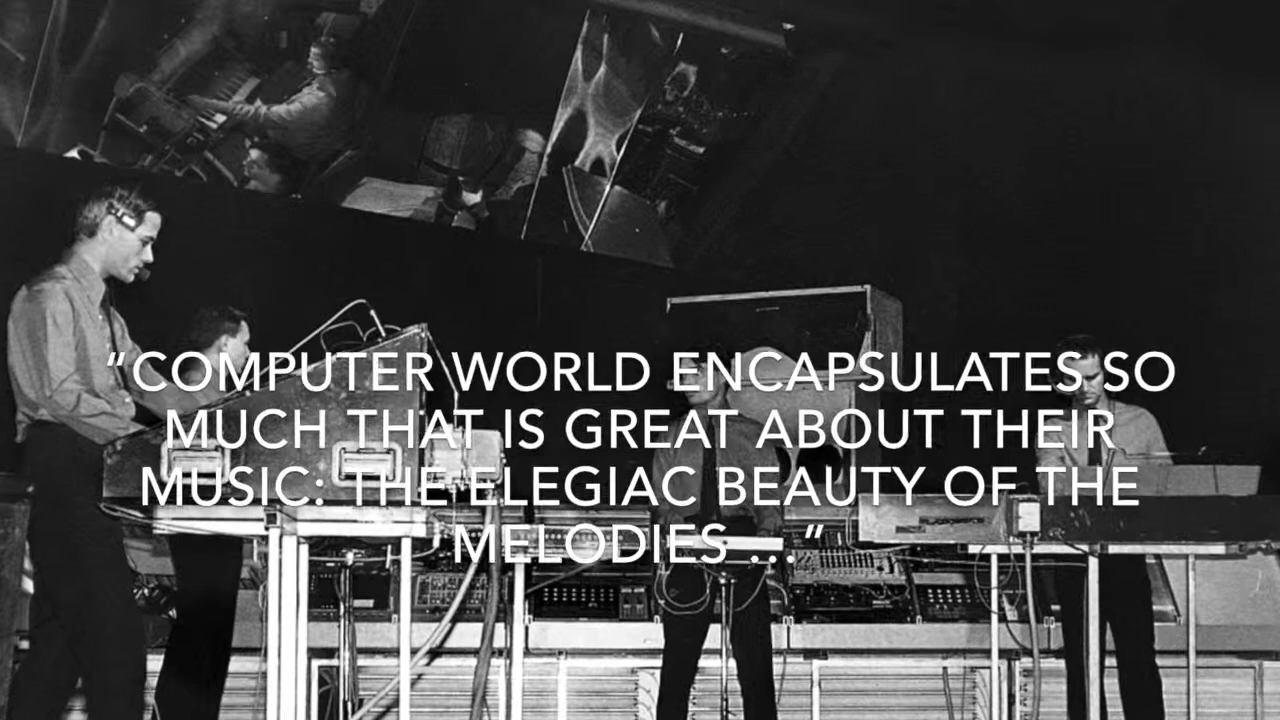 “COMPUTER WORLD ENCAPSULATES SO
MUCH THAT IS GREAT ABOUT THEIR
MUSIC: THE ELEGIAC BEAUTY OF THE
MELODIES ...”